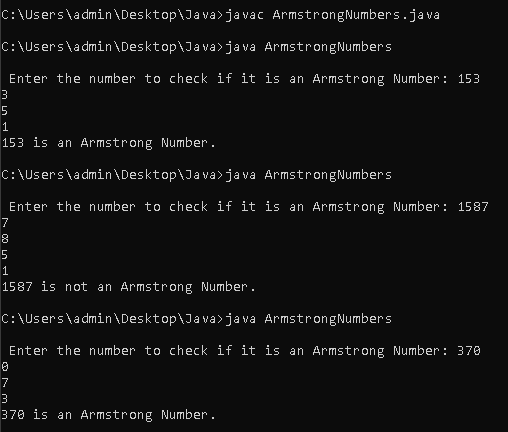 C:\Users\admin\Desktop\Java>javac ArmstrongNumbers.java
C:\Users\admin\Desktop\Java>java ArmstrongNumbers
Enter the number to check if it is an Armstrong Number: 153
3
5
1
153 is an Armstrong Number.
C:\Users\admin\Desktop\Java>java ArmstrongNumbers
Enter the number to check if it is an Armstrong Number: 1587
7
8
5
1
1587 is not an Armstrong Number.
C:\Users\admin\Desktop\Java>java ArmstrongNumbers
Enter the number to check if it is an Armstrong Number: 370
0
7
3
370 is an Armstrong Number.